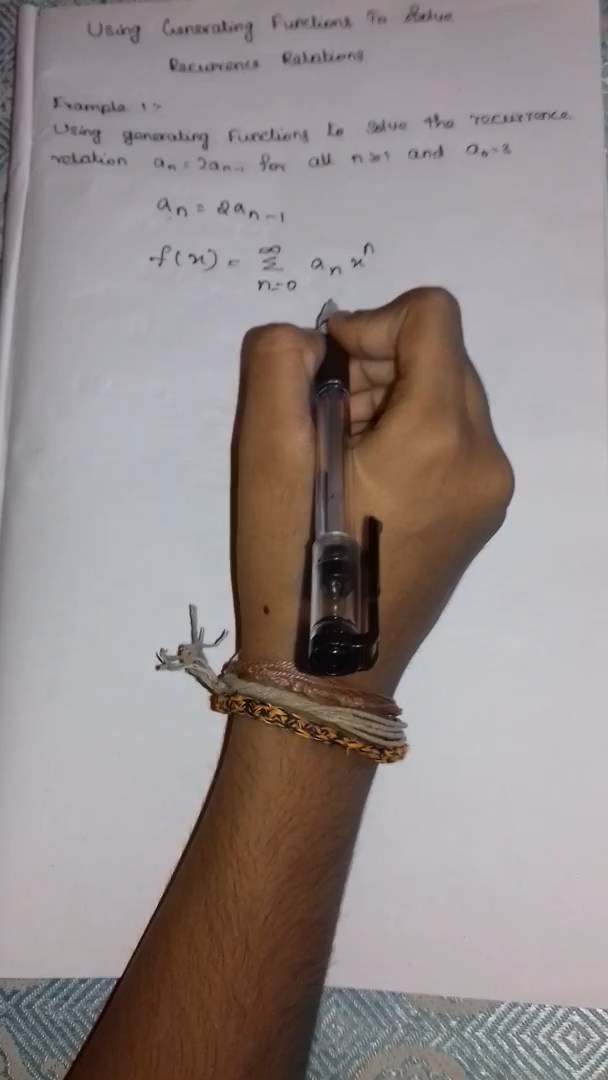 Using Generating Functions To Solve
Recurrence Relations
Example 1:-
Using generating Functions to solve the recurrence
relation aₙ = 2aₙ₋₁ for all n ≥ 1 and a₀ = 3
aₙ = 2aₙ₋₁
f(x) = ∞ Σ n=0 aₙ xⁿ